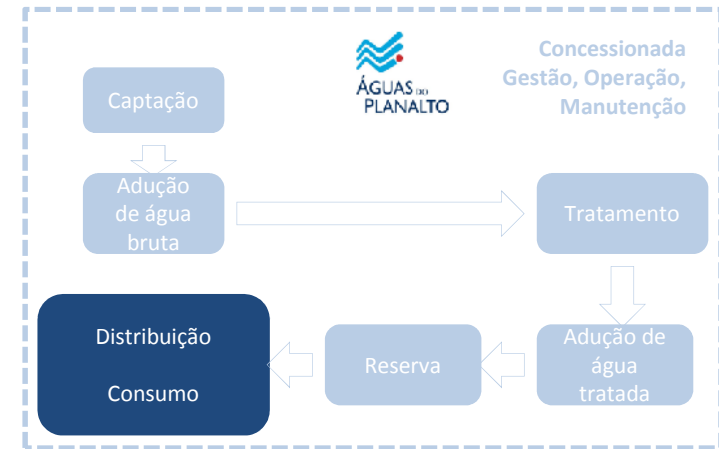 Concessionada
Gestão, Operação,
Manutenção
ÁGUAS DO
PLANALTO
Captação
Adução
de água
bruta
Tratamento
Distribuição
Consumo
Reserva
Adução de
água
tratada